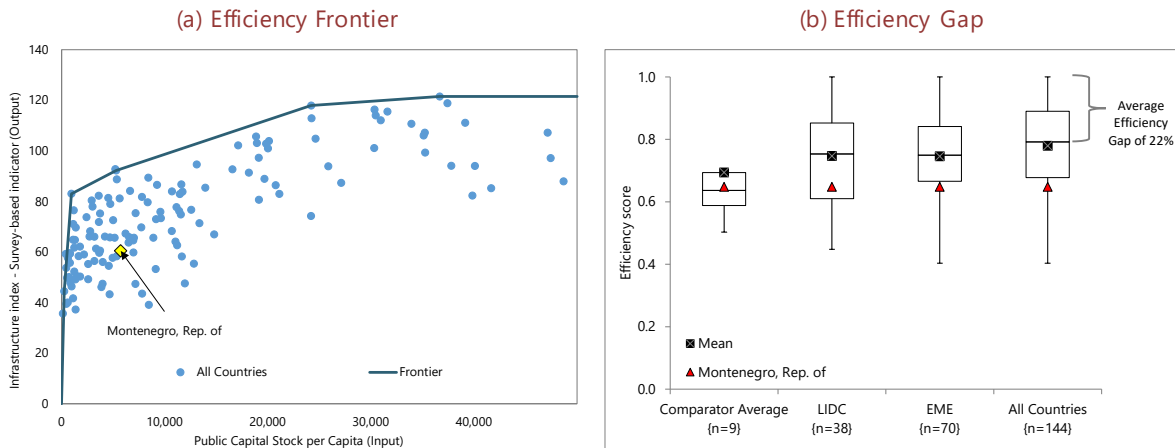 (a) Efficiency Frontier
140
120
100
80
60
40
20
0
Infrastructure index - Survey-based indicator (Output)
Montenegro, Rep. of
All Countries
Frontier
0
10,000
20,000
30,000
40,000
Public Capital Stock per Capita (Input)
(b) Efficiency Gap
1.0
0.8
0.6
0.4
0.2
0.0
Efficiency score
Average
Efficiency
Gap of 22%
Mean
Montenegro, Rep. of
Comparator Average
{n=9}
LIDC
{n=38}
EME
{n=70}
All Countries
{n=144}